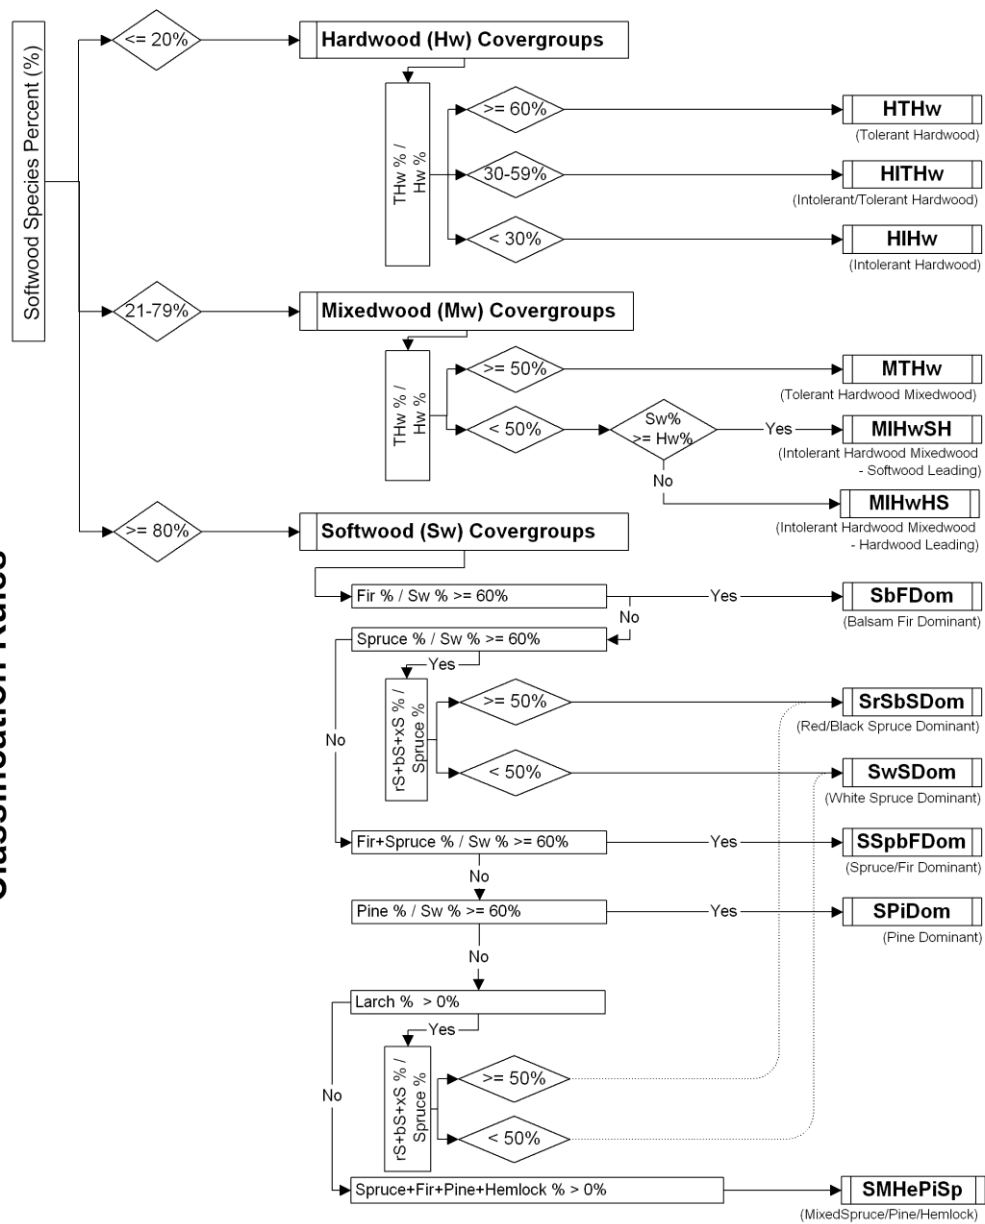 Softwood Species Percent (%)
<= 20%
Hardwood (Hw) Covergroups
THw % /
Hw %
>= 60%
HTHw
(Tolerant Hardwood)
30-59%
HITHw
(Intolerant/Tolerant Hardwood)
< 30%
HIHw
(Intolerant Hardwood)
21-79%
Mixedwood (Mw) Covergroups
THw % /
Hw %
>= 50%
MTHw
(Tolerant Hardwood Mixedwood)
< 50%
Sw%
>= Hw%
Yes
MIHwSH
(Intolerant Hardwood Mixedwood
- Softwood Leading)
No
MIHwHS
(Intolerant Hardwood Mixedwood
- Hardwood Leading)
>= 80%
Softwood (Sw) Covergroups
Fir % / Sw % >= 60%
Yes
SbFDom
(Balsam Fir Dominant)
No
Spruce % / Sw % >= 60%
Yes
rS+bS+xS % /
Spruce %
>= 50%
SrSbSDom
(Red/Black Spruce Dominant)
No
< 50%
SwSDom
(White Spruce Dominant)
Fir+Spruce % / Sw % >= 60%
Yes
SSpbFDom
(Spruce/Fir Dominant)
No
Pine % / Sw % >= 60%
Yes
SPiDom
(Pine Dominant)
No
Larch % > 0%
Yes
rS+bS+xS % /
Spruce %
>= 50%
No
< 50%
Spruce+Fir+Pine+Hemlock % > 0%
SMHePiSp
(MixedSpruce/Pine/Hemlock)